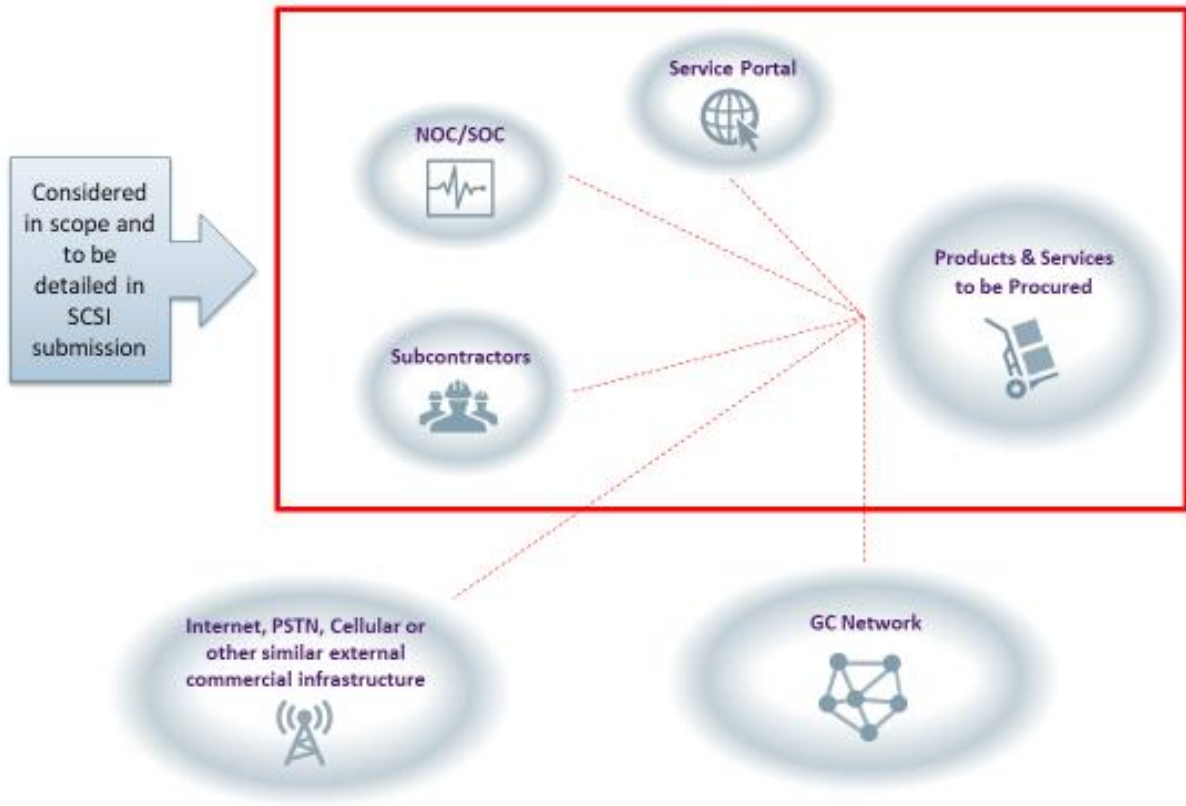 Service Portal
NOC/SOC
Considered
in scope and
to be
detailed in
SCSI
submission
Products & Services
to be Procured
Subcontractors
Internet, PSTN, Cellular or
other similar external
commercial infrastructure
GC Network